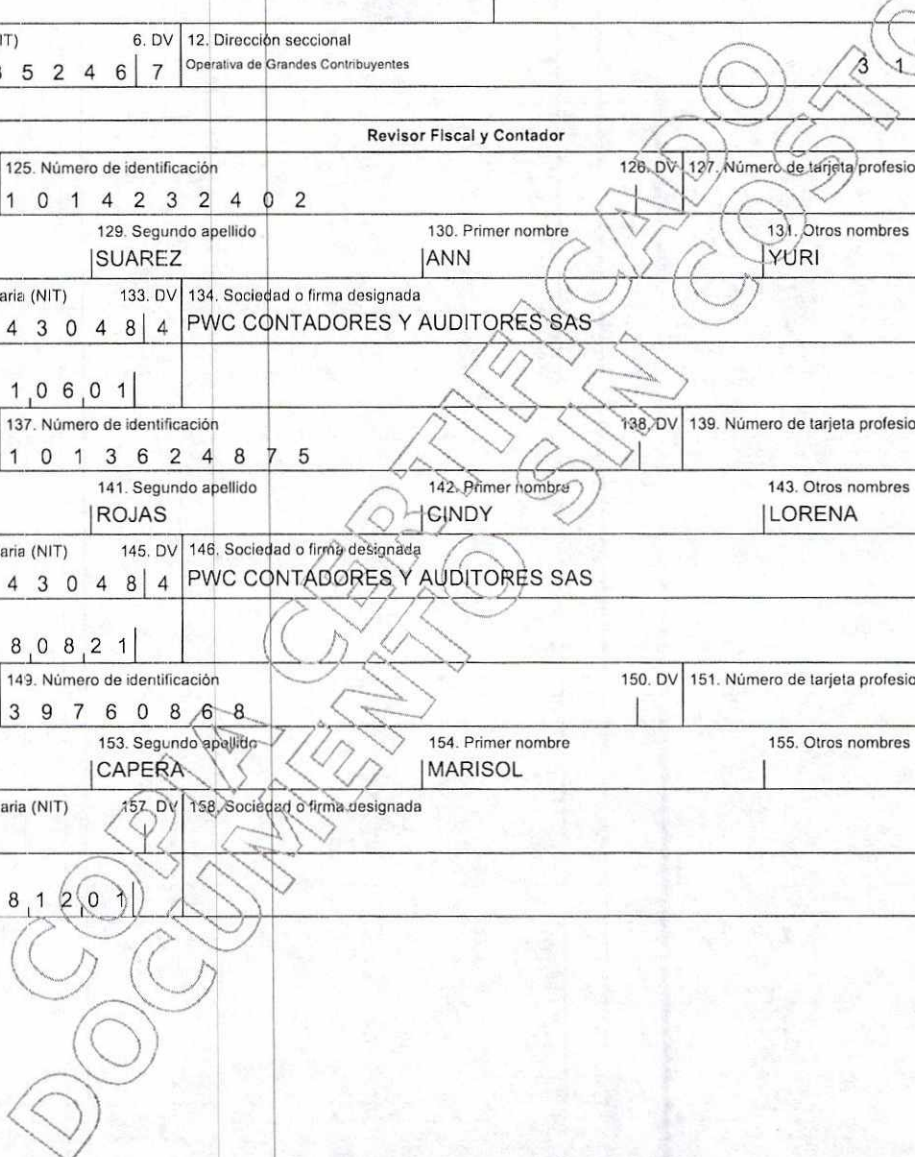 IT) 6. DV 12. Dirección seccional
5 2 4 6 7 Operativa de Grandes Contribuyentes 3 1
Revisor Fiscal y Contador
125. Número de identificación 126. DV 127. Número de tarjeta profesio
1 0 1 4 2 3 2 4 0 2
129. Segundo apellido 130. Primer nombre 131. Otros nombres
SUAREZ ANN YURI
aria (NIT) 133. DV 134. Sociedad o firma designada
4 3 0 4 8 4 PWC CONTADORES Y AUDITORES SAS
1 0 6 0 1
137. Número de identificación 138. DV 139. Número de tarjeta profesio
1 0 1 3 6 2 4 8 7 5
141. Segundo apellido 142. Primer nombre 143. Otros nombres
ROJAS CINDY LORENA
aria (NIT) 145. DV 146. Sociedad o firma designada
4 3 0 4 8 4 PWC CONTADORES Y AUDITORES SAS
8 0 8 2 1
149. Número de identificación 150. DV 151. Número de tarjeta profesio
3 9 7 6 0 8 6 8
153. Segundo apellido 154. Primer nombre 155. Otros nombres
CAPERA MARISOL
aria (NIT) 157. DV 158. Sociedad o firma designada
8 1 2 0 1
COPIA CERTIFICADO
DOCUMENTO SIN COSTO